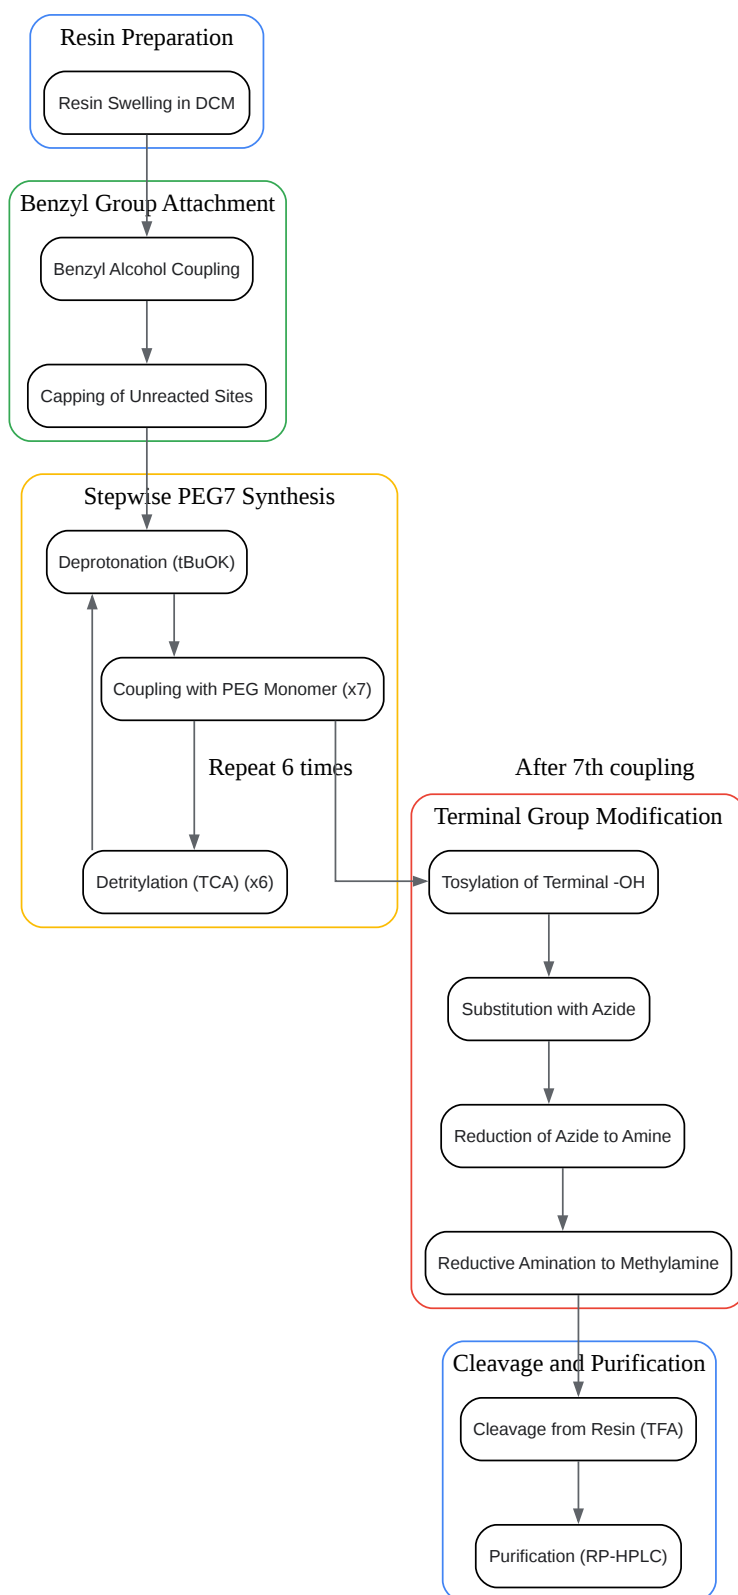 Resin Preparation
Resin Swelling in DCM
Benzyl Group Attachment
Benzyl Alcohol Coupling
Capping of Unreacted Sites
Stepwise PEG7 Synthesis
Deprotonation (tBuOK)
Coupling with PEG Monomer (x7)
Repeat 6 times
After 7th coupling
Terminal Group Modification
Detritylation (TCA) (x6)
Tosylation of Terminal -OH
Substitution with Azide
Reduction of Azide to Amine
Reductive Amination to Methylamine
Cleavage and Purification
Cleavage from Resin (TFA)
Purification (RP-HPLC)